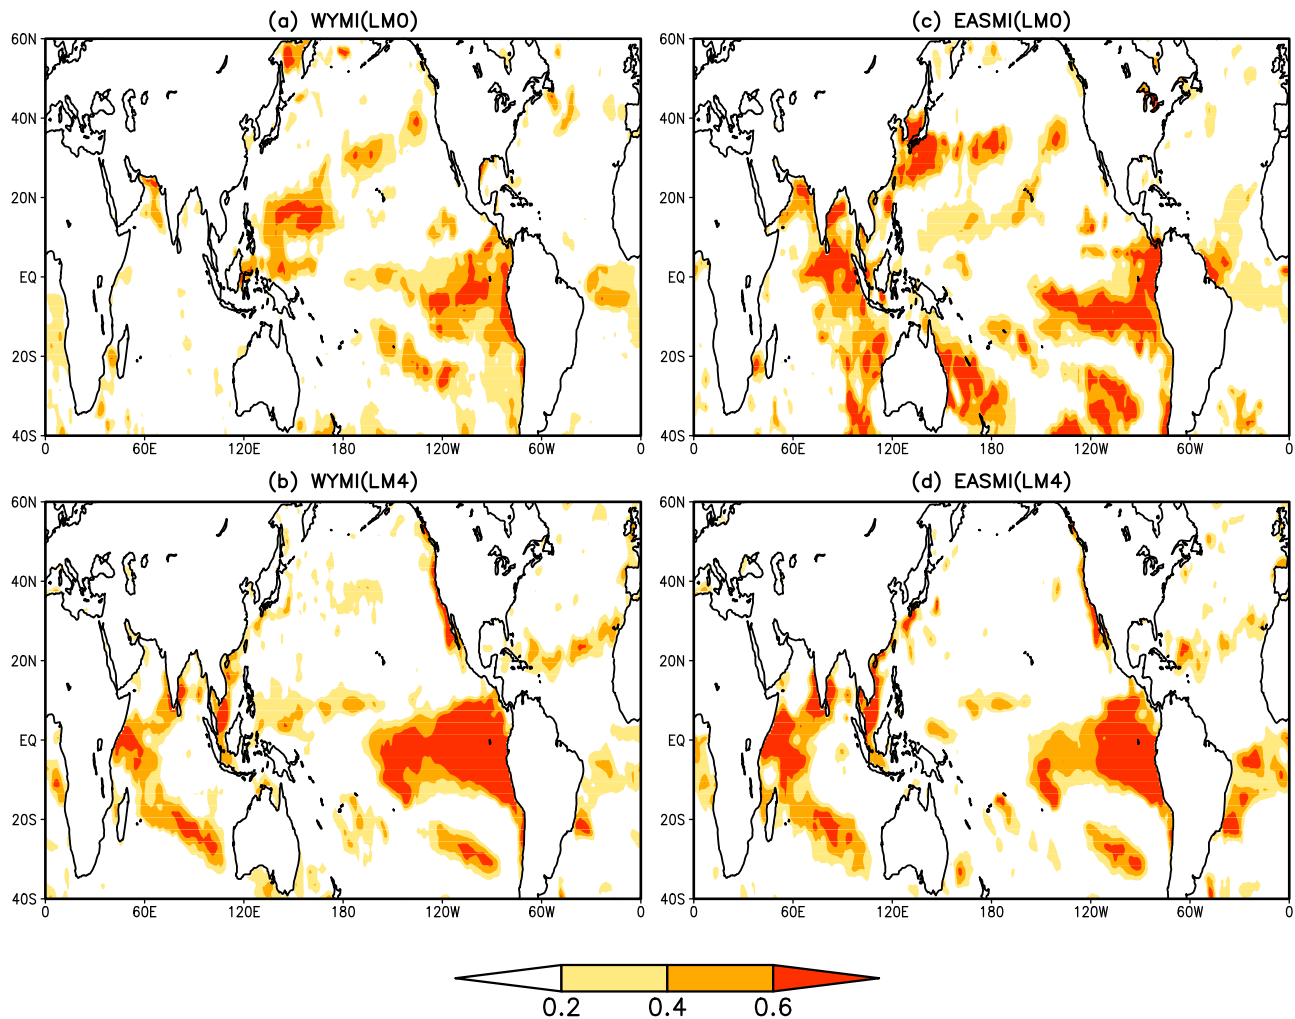 (a) WYMI(LM0)
(c) EASMI(LM0)
60N
40N
20N
EQ
20S
40S
0 60E 120E 180 120W 60W 0
60N
40N
20N
EQ
20S
40S
0 60E 120E 180 120W 60W 0
(b) WYMI(LM4)
(d) EASMI(LM4)
60N
40N
20N
EQ
20S
40S
0 60E 120E 180 120W 60W 0
60N
40N
20N
EQ
20S
40S
0 60E 120E 180 120W 60W 0
0.2 0.4 0.6